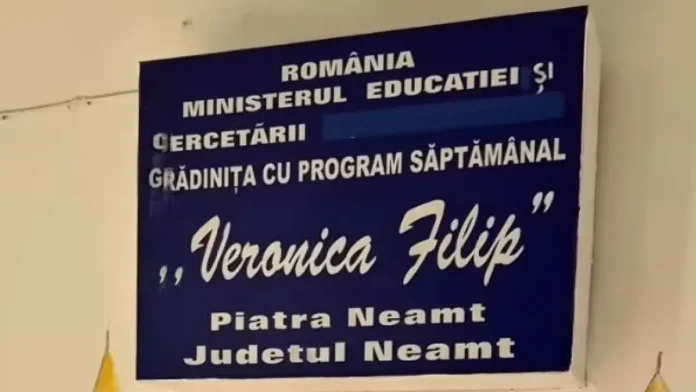 ROMÂNIA
MINISTERUL EDUCATIEI ȘI
CERCETĂRII
GRĂDINIȚA CU PROGRAM SĂPTĂMÂNAL
„Veronica Filip”
Piatra Neamt
Judetul Neamt